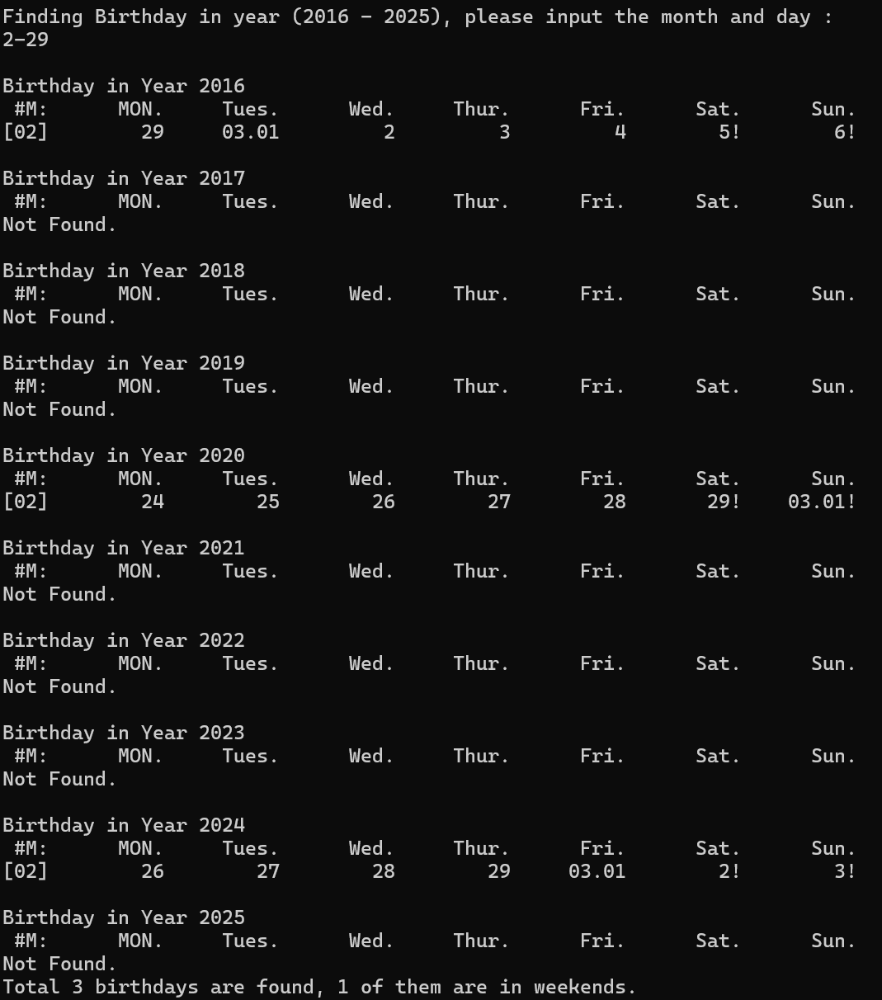 Finding Birthday in year (2016 - 2025), please input the month and day :
2-29
Birthday in Year 2016
#M: MON. Tues. Wed. Thur. Fri. Sat. Sun.
[02] 29 03.01 2 3 4 5! 6!
Birthday in Year 2017
#M: MON. Tues. Wed. Thur. Fri. Sat. Sun.
Not Found.
Birthday in Year 2018
#M: MON. Tues. Wed. Thur. Fri. Sat. Sun.
Not Found.
Birthday in Year 2019
#M: MON. Tues. Wed. Thur. Fri. Sat. Sun.
Not Found.
Birthday in Year 2020
#M: MON. Tues. Wed. Thur. Fri. Sat. Sun.
[02] 24 25 26 27 28 29! 03.01!
Birthday in Year 2021
#M: MON. Tues. Wed. Thur. Fri. Sat. Sun.
Not Found.
Birthday in Year 2022
#M: MON. Tues. Wed. Thur. Fri. Sat. Sun.
Not Found.
Birthday in Year 2023
#M: MON. Tues. Wed. Thur. Fri. Sat. Sun.
Not Found.
Birthday in Year 2024
#M: MON. Tues. Wed. Thur. Fri. Sat. Sun.
[02] 26 27 28 29 03.01 2! 3!
Birthday in Year 2025
#M: MON. Tues. Wed. Thur. Fri. Sat. Sun.
Not Found.
Total 3 birthdays are found, 1 of them are in weekends.